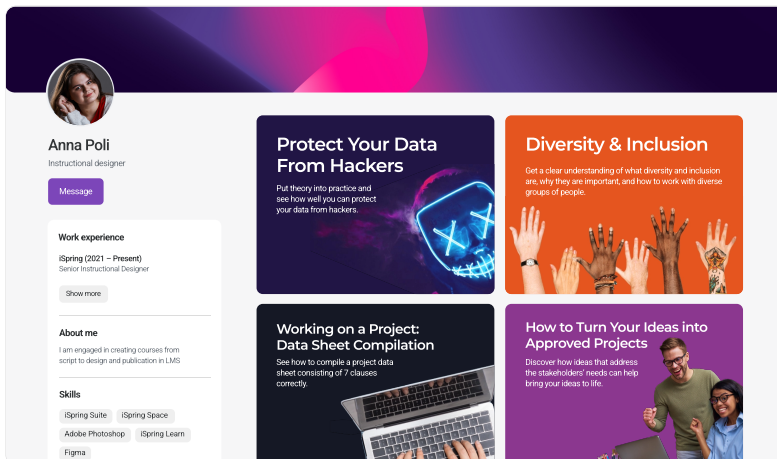 Anna Poli
Instructional designer
Message
Work experience
iSpring (2021 – Present)
Senior Instructional Designer
Show more
About me
I am engaged in creating courses from
script to design and publication in LMS
Skills
iSpring Suite
iSpring Space
Adobe Photoshop
iSpring Learn
Figma
Protect Your Data
From Hackers
Put theory into practice and
see how well you can protect
your data from hackers.
Diversity & Inclusion
Get a clear understanding of what diversity and inclusion
are, why they are important, and how to work with diverse
groups of people.
Working on a Project:
Data Sheet Compilation
See how to compile a project data
sheet consisting of 7 clauses
correctly.
How to Turn Your Ideas into
Approved Projects
Discover how ideas that address
the stakeholders' needs can help
bring your ideas to life.